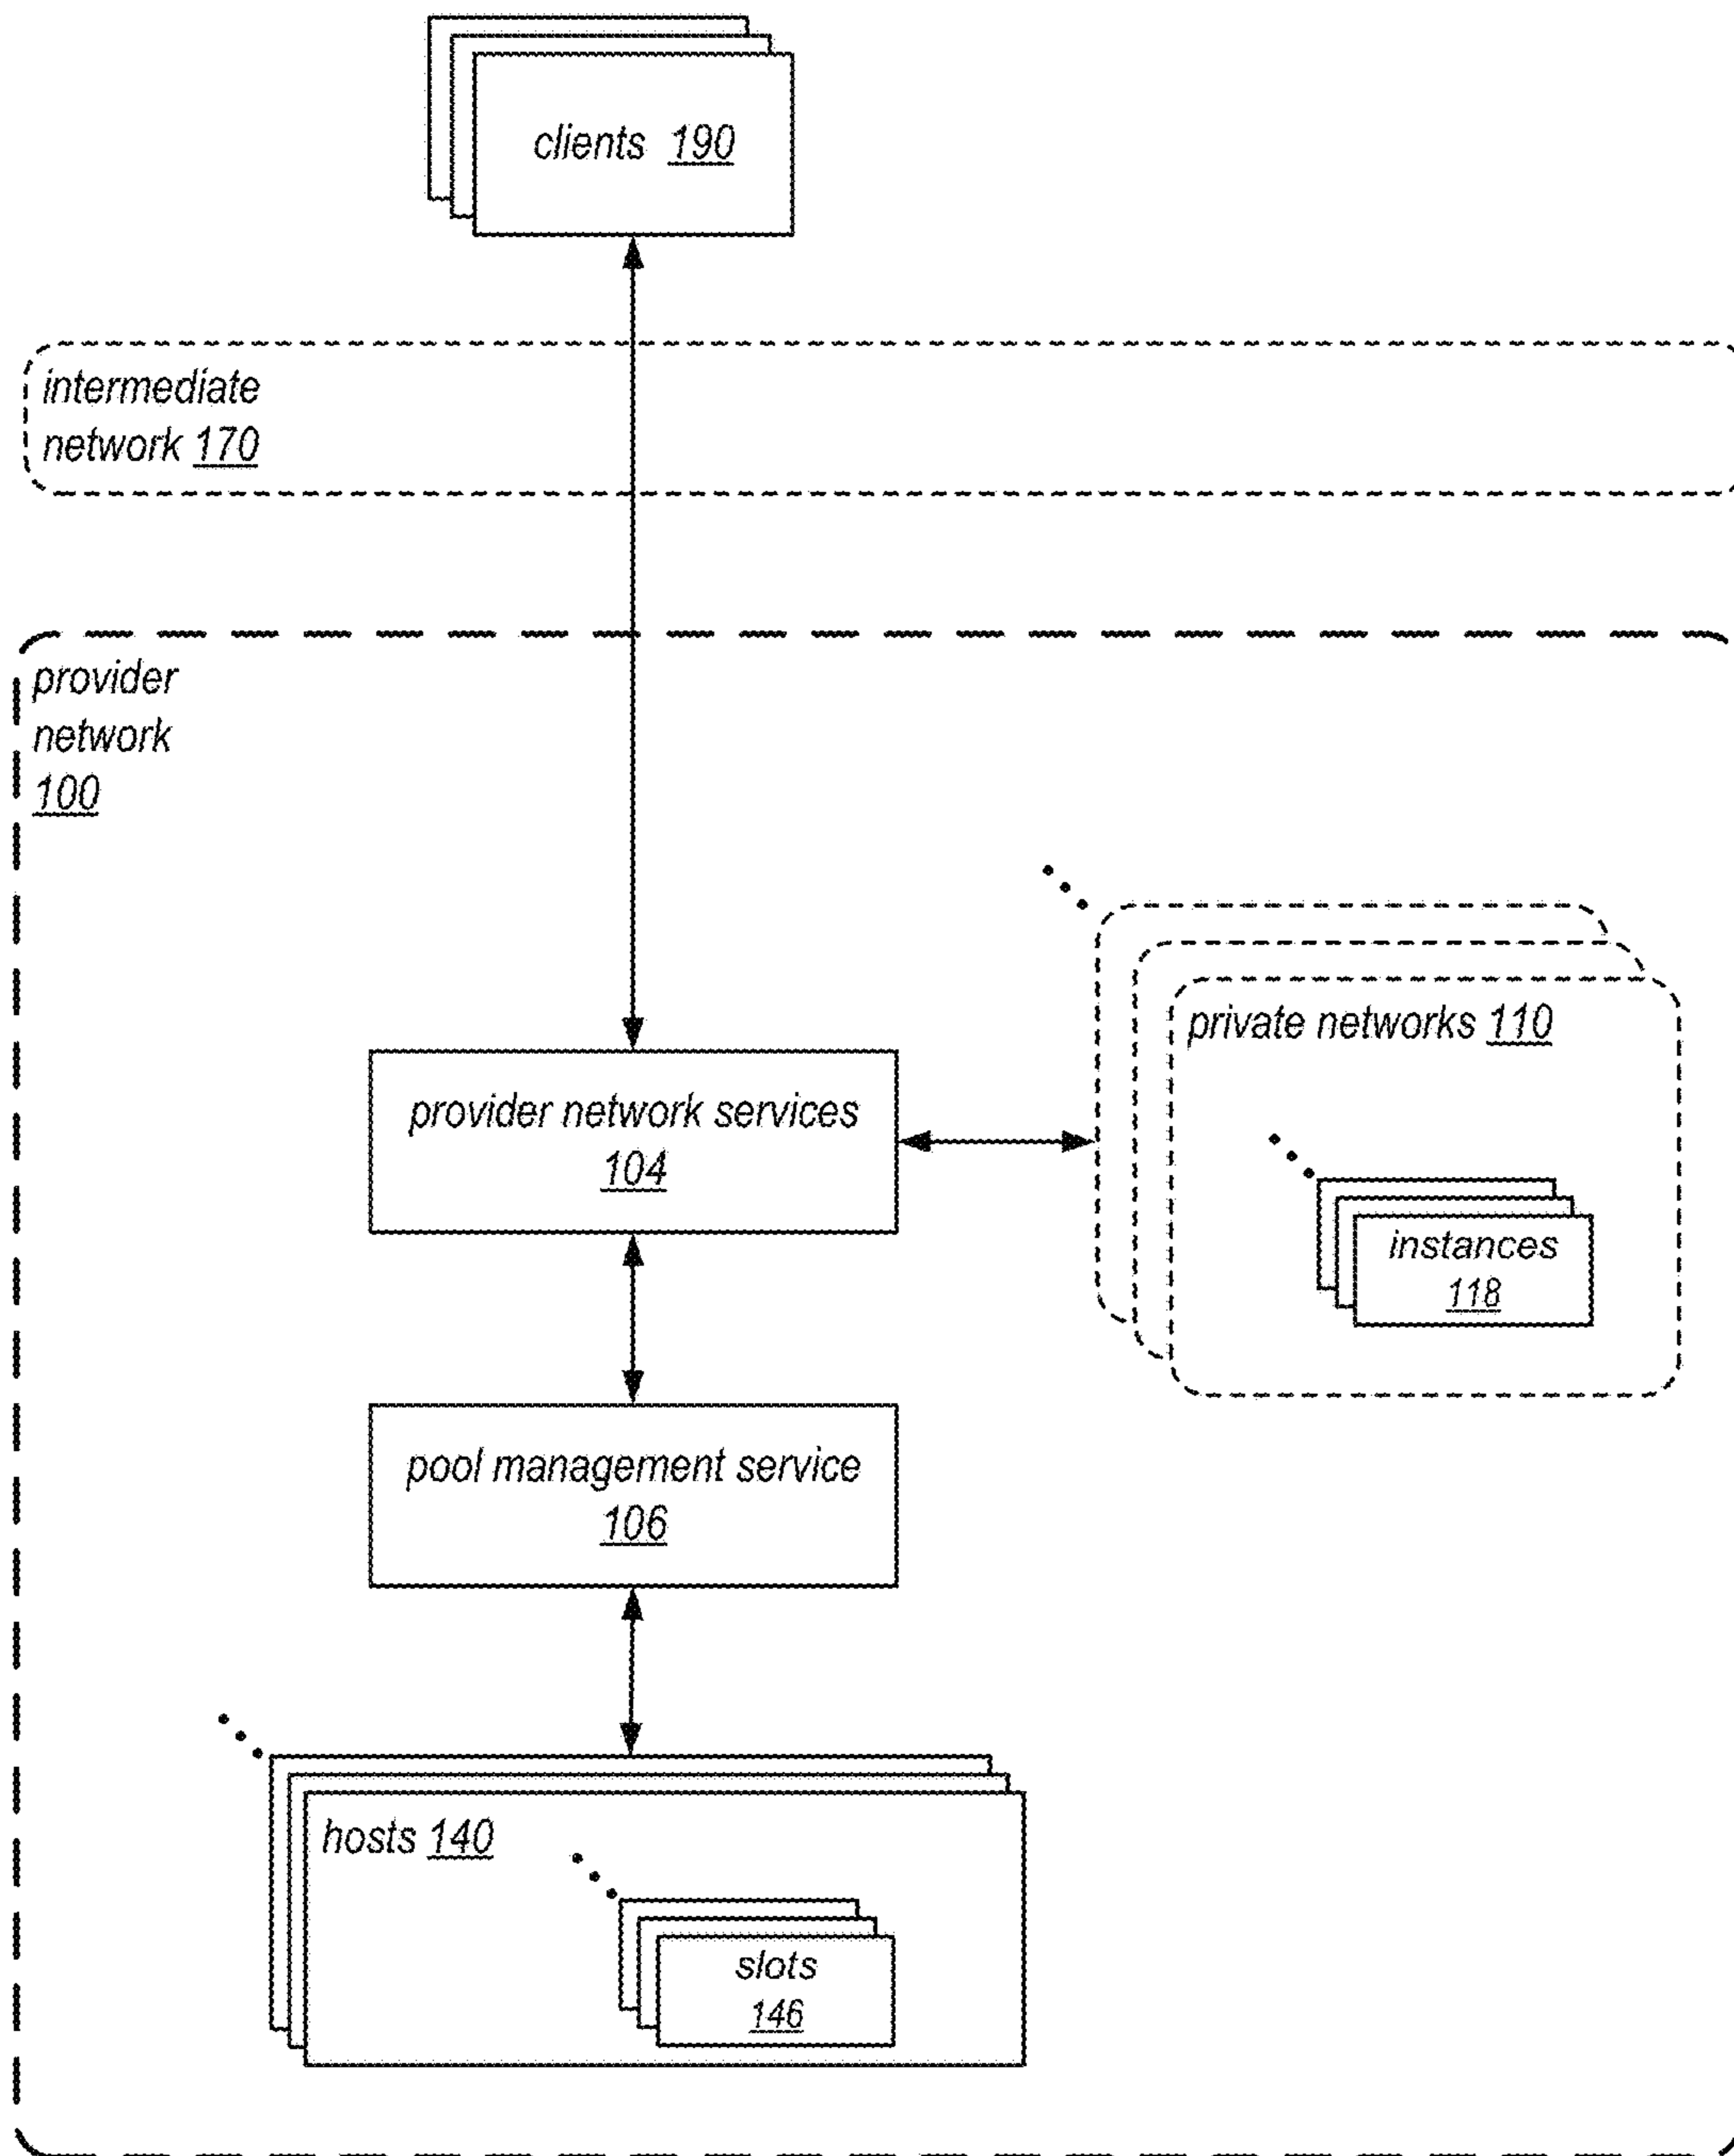 clients 190
intermediate
network 170
provider
network
100
private networks 110
provider network services
104
instances
118
pool management service
106
hosts 140
slots
146